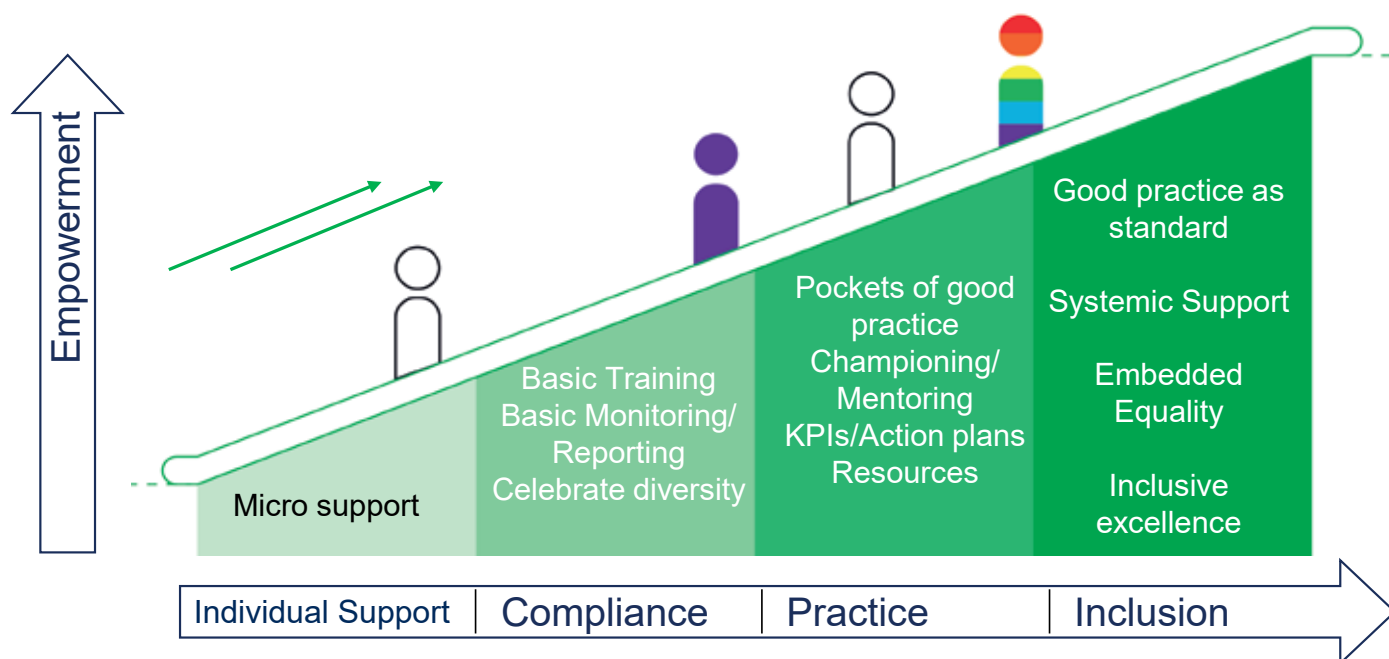 Empowerment
Micro support
Basic Training
Basic Monitoring/
Reporting
Celebrate diversity
Pockets of good
practice
Championing/
Mentoring
KPIs/Action plans
Resources
Good practice as
standard
Systemic Support
Embedded
Equality
Inclusive
excellence
Individual Support
Compliance
Practice
Inclusion